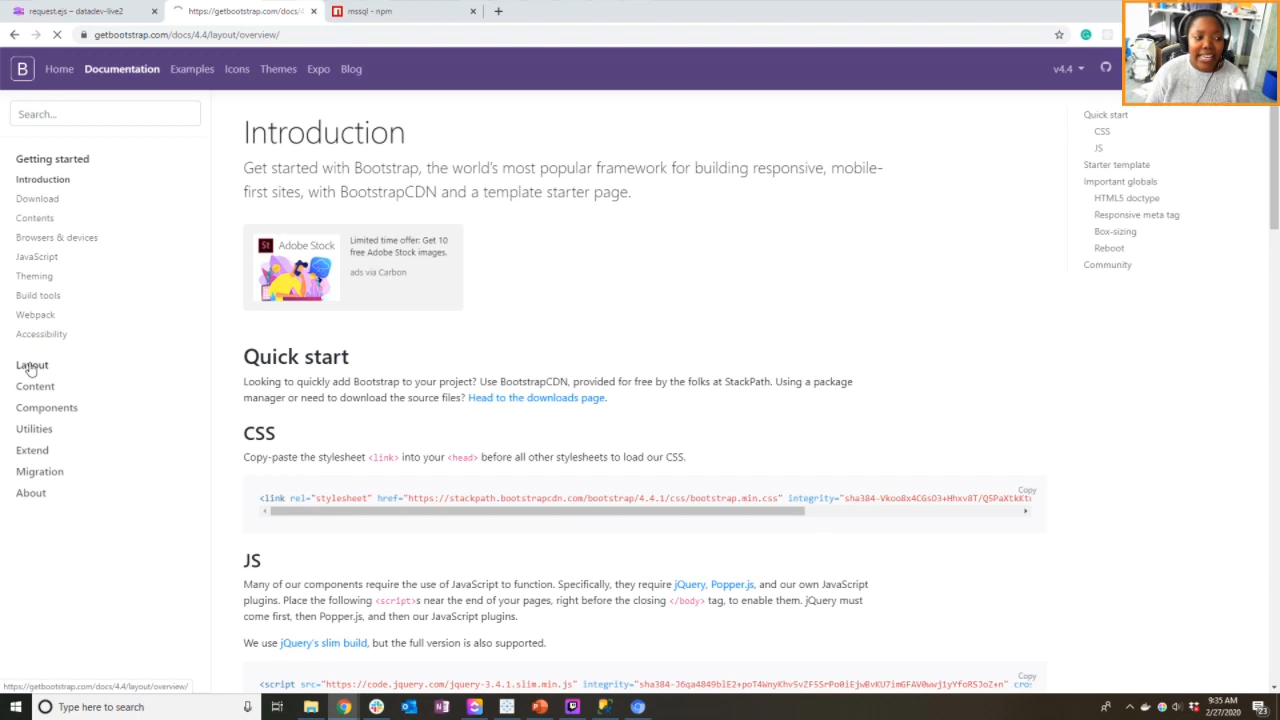 request.ejs - datadev-live2
https://getbootstrap.com/docs/
mssql - npm
getbootstrap.com/docs/4.4/layout/overview/
B
Home
Documentation
Examples
Icons
Themes
Expo
Blog
v4.4
Search...
Getting started
Introduction
Download
Contents
Browsers & devices
JavaScript
Theming
Build tools
Webpack
Accessibility
Layout
Content
Components
Utilities
Extend
Migration
About
Introduction
Get started with Bootstrap, the world's most popular framework for building responsive, mobile-
first sites, with BootstrapCDN and a template starter page.
St Adobe Stock
Limited time offer: Get 10
free Adobe Stock images.
ads via Carbon
Quick start
Looking to quickly add Bootstrap to your project? Use BootstrapCDN, provided for free by the folks at StackPath. Using a package
manager or need to download the source files? Head to the downloads page.
CSS
Copy-paste the stylesheet <link> into your <head> before all other stylesheets to load our CSS.
Copy
<link rel="stylesheet" href="https://stackpath.bootstrapcdn.com/bootstrap/4.4.1/css/bootstrap.min.css" integrity=
JS
Many of our components require the use of JavaScript to function. Specifically, they require jQuery, Popper.js, and our own JavaScript
plugins. Place the following <script>s near the end of your pages, right before the closing </body> tag, to enable them. jQuery must
come first, then Popper.js, and then our JavaScript plugins.
We use jQuery's slim build, but the full version is also supported.
Copy
<script src="https://code.jquery.com/jquery-3.4.1.slim.min.js" integrity=
Quick start
CSS
JS
Starter template
Important globals
HTML5 doctype
Responsive meta tag
Box-sizing
Reboot
Community
https://getbootstrap.com/docs/4.4/layout/overview/
Type here to search
9:35 AM
2/27/2020
23